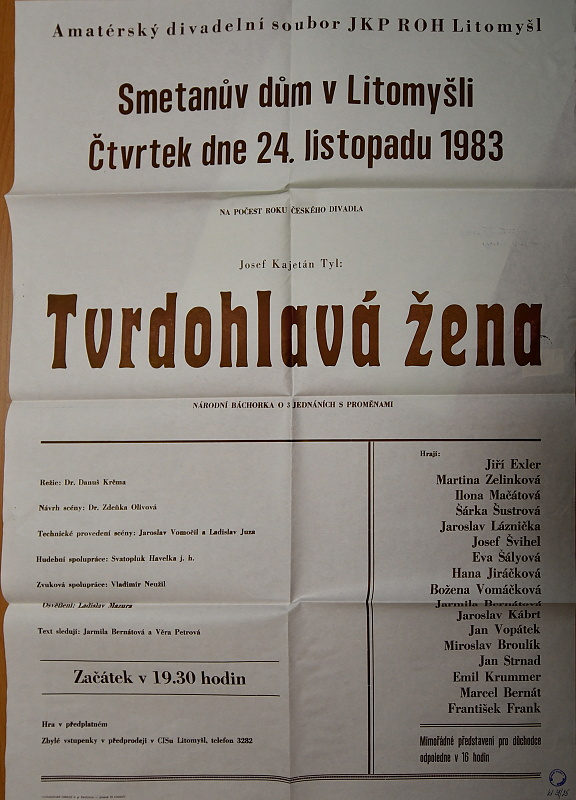 Amatérský divadelní soubor JKP ROH Litomyšl
Smetanův dům v Litomyšli
Čtvrtek dne 24. listopadu 1983
NA POČEST ROKU ČESKÉHO DIVADLA
Josef Kajetán Tyl:
Tvrdohlavá žena
NÁRODNÍ BÁCHORKA O 3 JEDNÁNÍCH S PROMĚNAMI
Režie: Dr. Danuš Krēma
Návrh scény: Dr. Zdeňka Olivová
Technické provedení scény: Jaroslav Vomočil a Ladislav Juza
Hudební spolupráce: Svatopluk Havelka j. h.
Zvuková spolupráce: Vladimír Neužil
Osvětlení: Ladislav Mazura
Text sledují: Jarmila Bernátová a Věra Petrová
Začátek v 19.30 hodin
Hra v předplatném
Zbylé vstupenky v předprodeji v CISu Litomyšl, telefon 3282
Hrají:
Jiří Exler
Martina Zelinková
Ilona Mačátová
Šárka Šustrová
Jaroslav Láznička
Josef Švihel
Eva Šályová
Hana Jiráčková
Božena Vomáčková
Jarmila Bernátová
Jaroslav Kábrt
Jan Vopátek
Miroslav Broulík
Jan Strnad
Emil Krummer
Marcel Bernát
František Frank
Mimořádné představení pro důchodce
odpoledne v 16 hodin